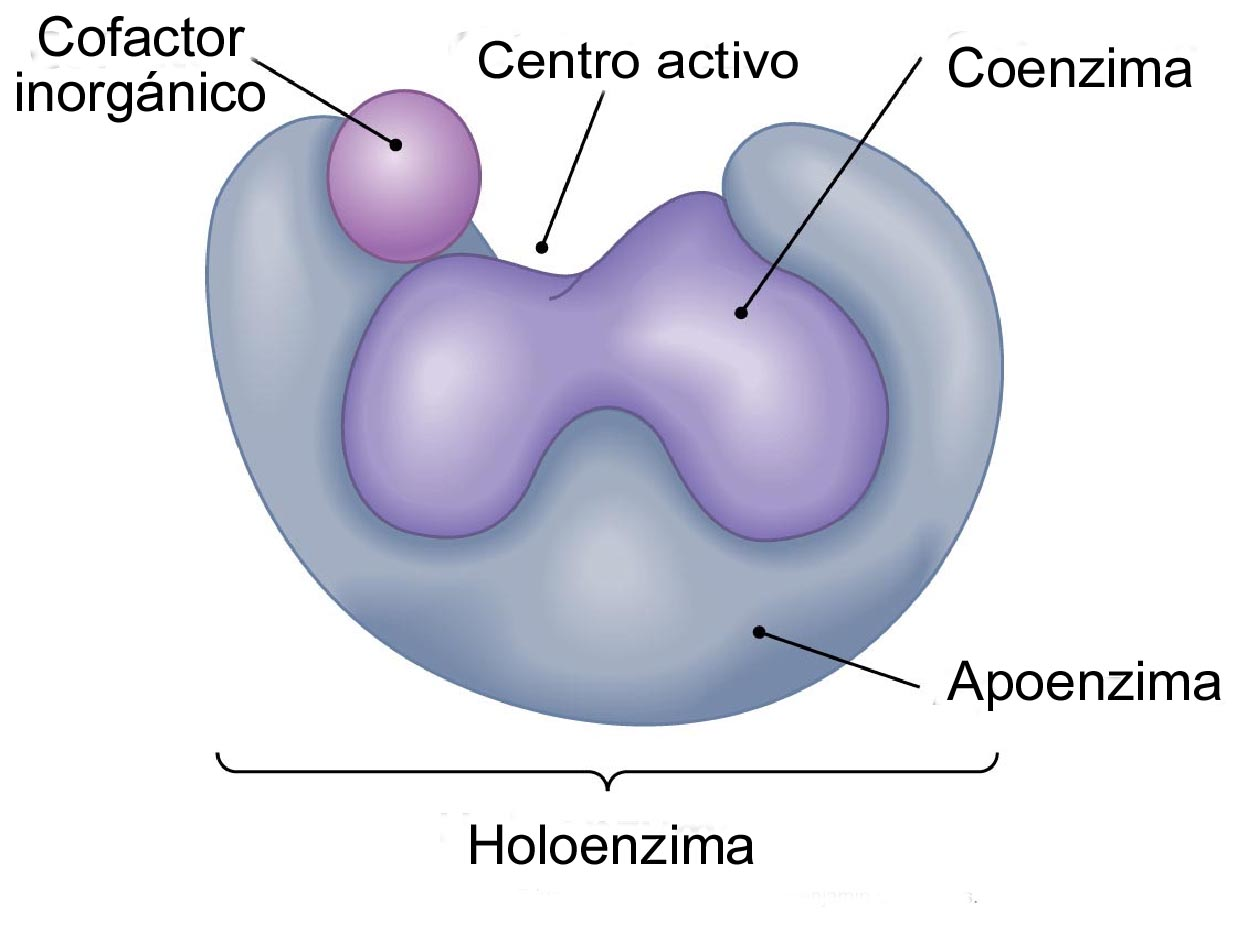 Cofactor
inorgánico
Centro activo
Coenzima
Apoenzima
Holoenzima